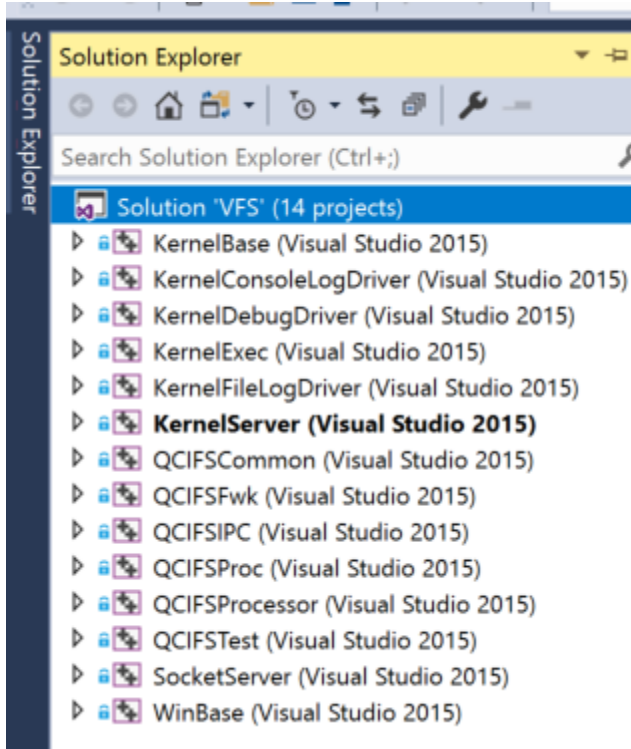 Solution Explorer
Solution Explorer
Search Solution Explorer (Ctrl+;)
Solution 'VFS' (14 projects)
KernelBase (Visual Studio 2015)
KernelConsoleLogDriver (Visual Studio 2015)
KernelDebugDriver (Visual Studio 2015)
KernelExec (Visual Studio 2015)
KernelFileLogDriver (Visual Studio 2015)
KernelServer (Visual Studio 2015)
QCIFSCommon (Visual Studio 2015)
QCIFSFwk (Visual Studio 2015)
QCIFSIPC (Visual Studio 2015)
QCIFSProc (Visual Studio 2015)
QCIFSProcessor (Visual Studio 2015)
QCIFSTest (Visual Studio 2015)
SocketServer (Visual Studio 2015)
WinBase (Visual Studio 2015)